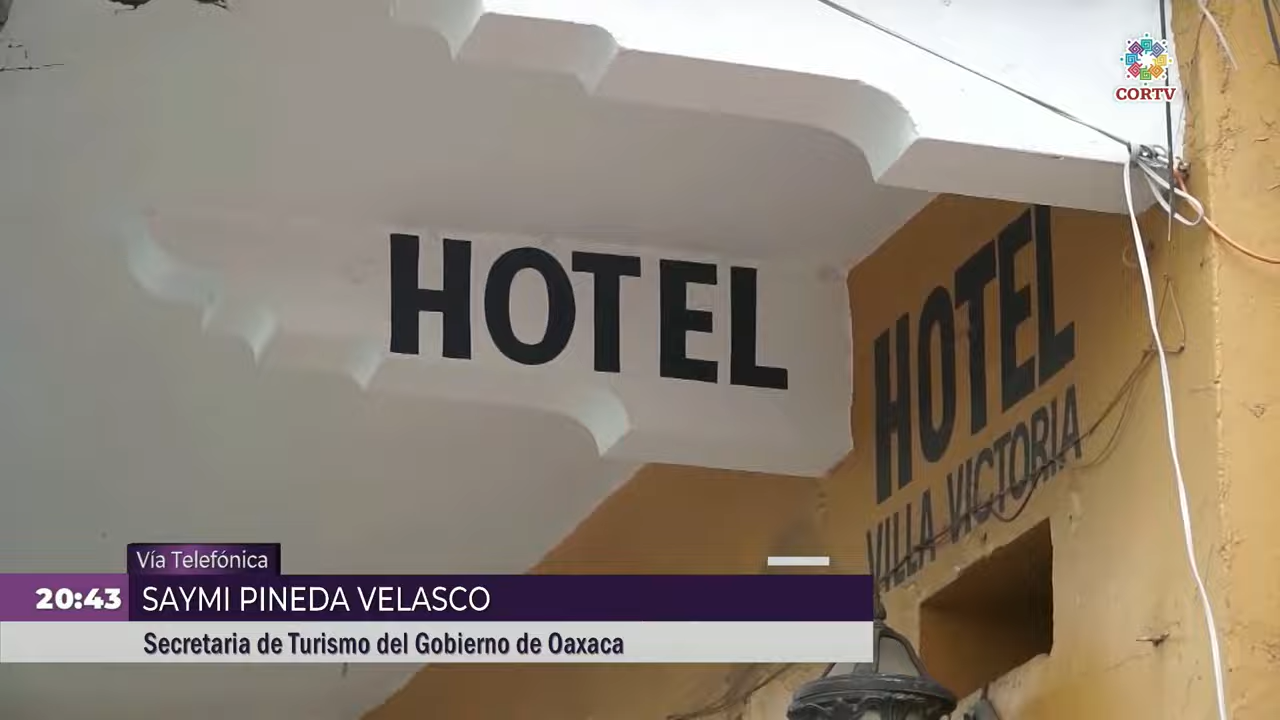 CORTV
HOTEL
HOTEL
VILLA VICTORIA
Vía Telefónica
20:43
SAYMI PINEDA VELASCO
Secretaria de Turismo del Gobierno de Oaxaca